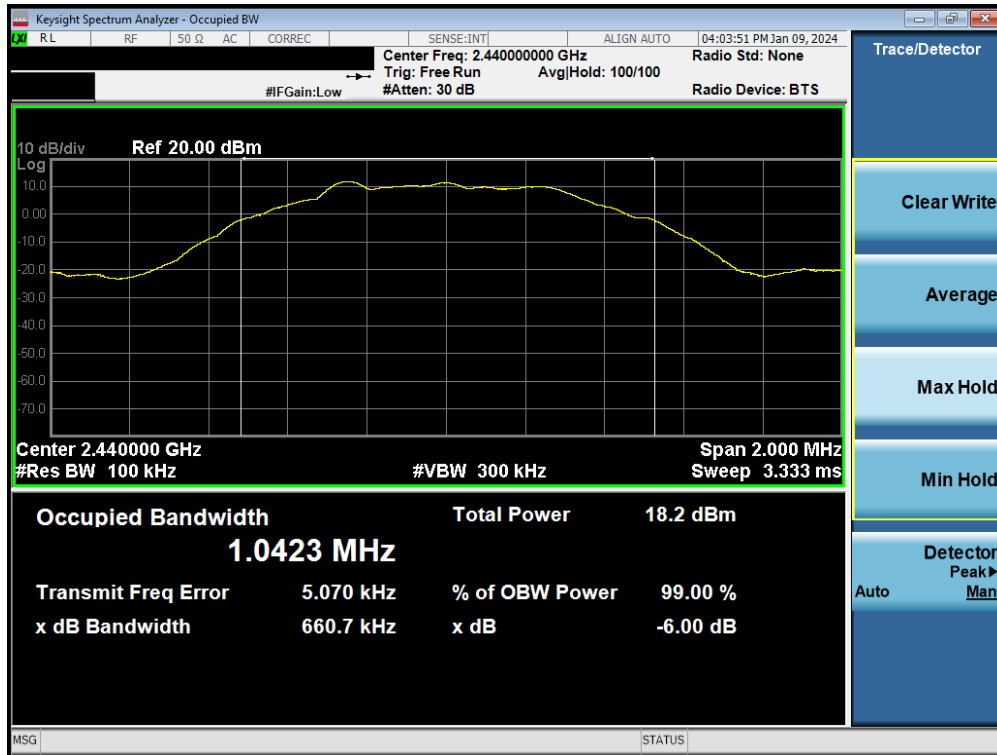 Keysight Spectrum Analyzer - Occupied BW
LXI RL RF 50 Ω AC CORREC SENSE:INT ALIGN AUTO 04:03:51 PM Jan 09, 2024
Center Freq: 2.440000000 GHz Radio Std: None
Trig: Free Run Avg|Hold: 100/100
#IFGain:Low #Atten: 30 dB Radio Device: BTS
10 dB/div Ref 20.00 dBm
Log
10.0
0.00
-10.0
-20.0
-30.0
-40.0
-50.0
-60.0
-70.0
Center 2.440000 GHz Span 2.000 MHz
#Res BW 100 kHz #VBW 300 kHz Sweep 3.333 ms
Occupied Bandwidth Total Power 18.2 dBm
1.0423 MHz
Transmit Freq Error 5.070 kHz % of OBW Power 99.00 %
x dB Bandwidth 660.7 kHz x dB -6.00 dB
MSG STATUS
Trace/Detector
Clear Write
Average
Max Hold
Min Hold
Detector
Peak▶
Auto Man